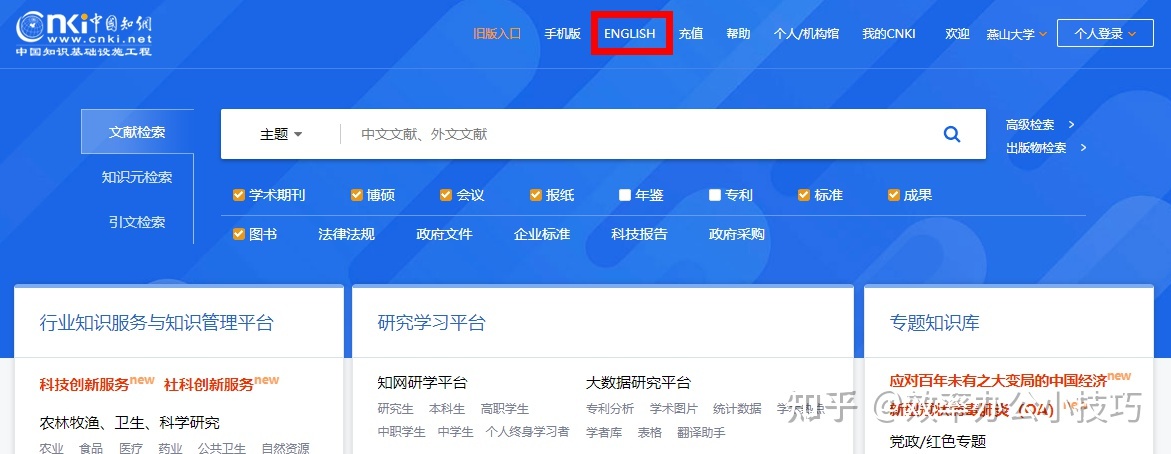 cnki 中国知网
www.cnki.net
中国知识基础设施工程
旧版入口 手机版 ENGLISH 充值 帮助 个人/机构馆 我的CNKI 欢迎 燕山大学 个人登录
文献检索
知识元检索
引文检索
主题 中文文献、外文文献
高级检索 >
出版物检索 >
学术期刊 博硕 会议 报纸 年鉴 专利 标准 成果
图书 法律法规 政府文件 企业标准 科技报告 政府采购
行业知识服务与知识管理平台
科技创新服务new 社科创新服务new
农林牧渔、卫生、科学研究
农业 食品 医疗 药业 公共卫生 自然资源
研究学习平台
知网研学平台
研究生 本科生 高职学生
中职学生 中学生 个人终身学习者
大数据研究平台
专利分析 学术图片 统计数据
学者库 表格 翻译助手
专题知识库
应对百年未有之大变局的中国经济new
(OA) new
党政/红色专题
知乎 @效率办公小技巧